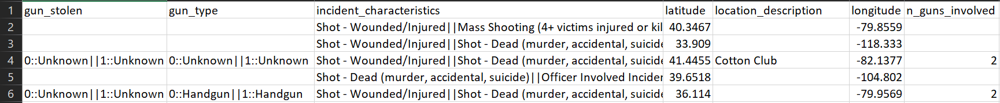 1 gun_stolen gun_type incident_characteristics latitude location_description longitude n_guns_involved
2 Shot - Wounded/Injured||Mass Shooting (4+ victims injured or kil 40.3467 -79.8559
3 Shot - Wounded/Injured||Shot - Dead (murder, accidental, suicide 33.909 -118.333
4 0::Unknown||1::Unknown 0::Unknown||1::Unknown Shot - Wounded/Injured||Shot - Dead (murder, accidental, suicide 41.4455 Cotton Club -82.1377 2
5 Shot - Dead (murder, accidental, suicide)||Officer Involved Inciden 39.6518 -104.802
6 0::Unknown||1::Unknown 0::Handgun||1::Handgun Shot - Wounded/Injured||Shot - Dead (murder, accidental, suicide 36.114 -79.9569 2